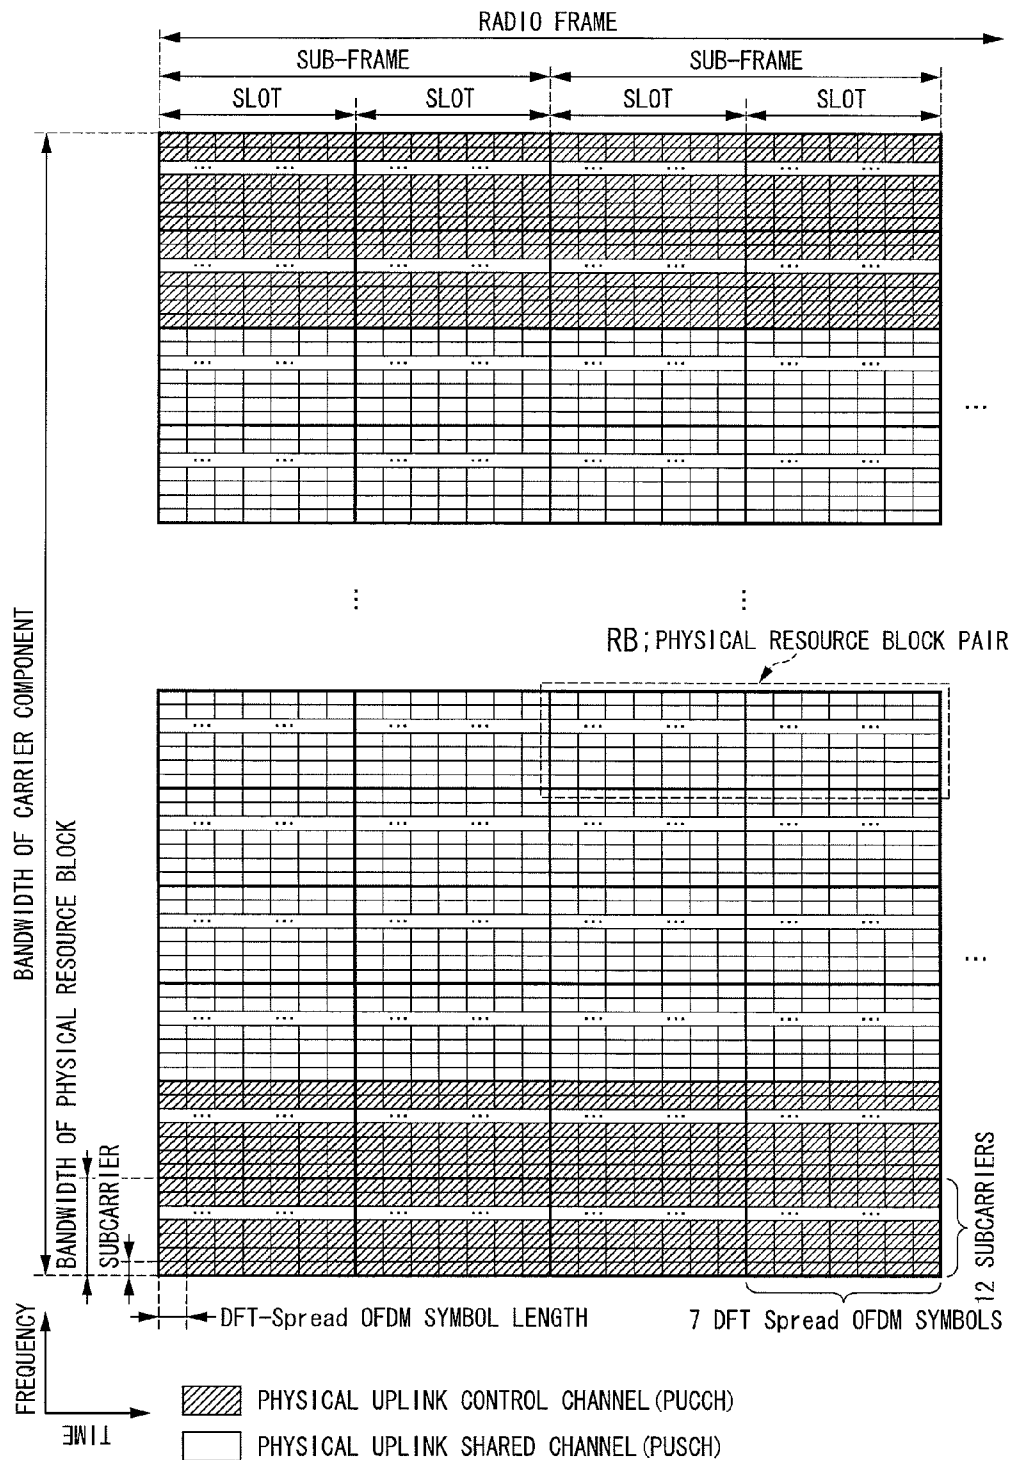 RADIO FRAME
SUB-FRAME SUB-FRAME
SLOT SLOT SLOT SLOT
BANDWIDTH OF CARRIER COMPONENT
RB;PHYSICAL RESOURCE BLOCK PAIR
BANDWIDTH OF PHYSICAL RESOURCE BLOCK
SUBCARRIER
12 SUBCARRIERS
DFT-Spread OFDM SYMBOL LENGTH
7 DFT Spread OFDM SYMBOLS
FREQUENCY
TIME
PHYSICAL UPLINK CONTROL CHANNEL(PUCCH)
PHYSICAL UPLINK SHARED CHANNEL(PUSCH)